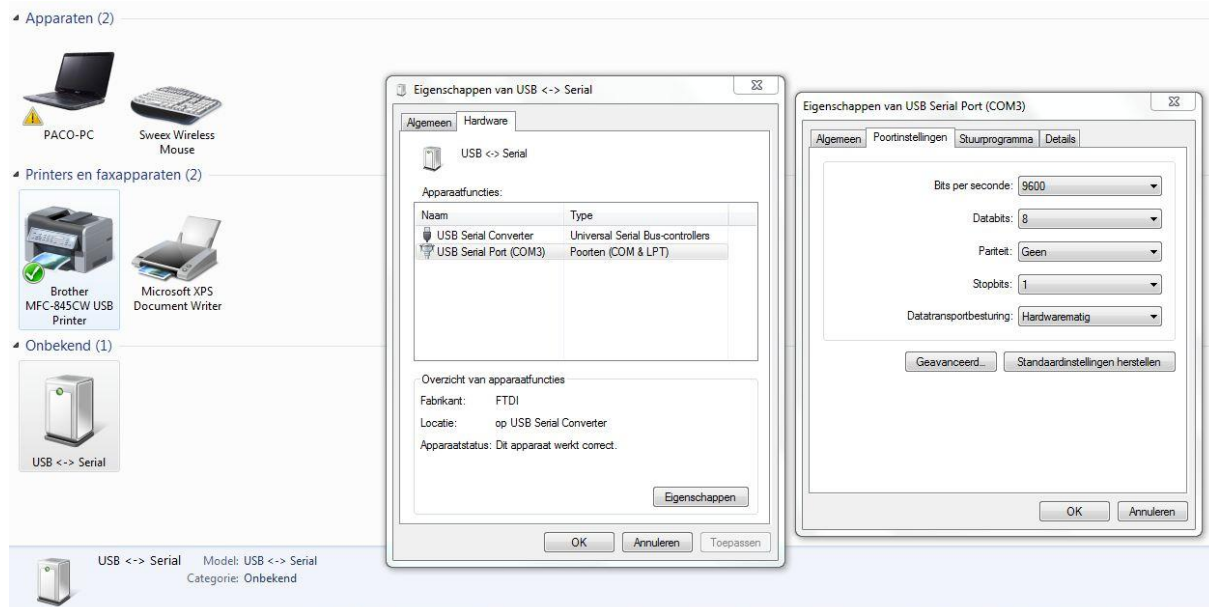 Apparaten (2)
PACO-PC
Sweex Wireless
Mouse
Printers en faxapparaten (2)
Brother
MFC-845CW USB
Printer
Microsoft XPS
Document Writer
Onbekend (1)
USB <-> Serial
USB <-> Serial Model: USB <-> Serial
Categorie: Onbekend
Eigenschappen van USB <-> Serial
Algemeen Hardware
USB <-> Serial
Apparaatfuncties:
Naam Type
USB Serial Converter Universal Serial Bus-controllers
USB Serial Port (COM3) Poorten (COM & LPT)
Overzicht van apparaatfuncties
Fabrikant: FTDI
Locatie: op USB Serial Converter
Apparaatstatus: Dit apparaat werkt correct.
Eigenschappen
OK Annuleren Toepassen
Eigenschappen van USB Serial Port (COM3)
Algemeen Poortinstellingen Stuurprogramma Details
Bits per seconde: 9600
Databits: 8
Pariteit: Geen
Stopbits: 1
Datatransportbesturing: Hardwarematig
Geavanceerd... Standaardinstellingen herstellen
OK Annuleren